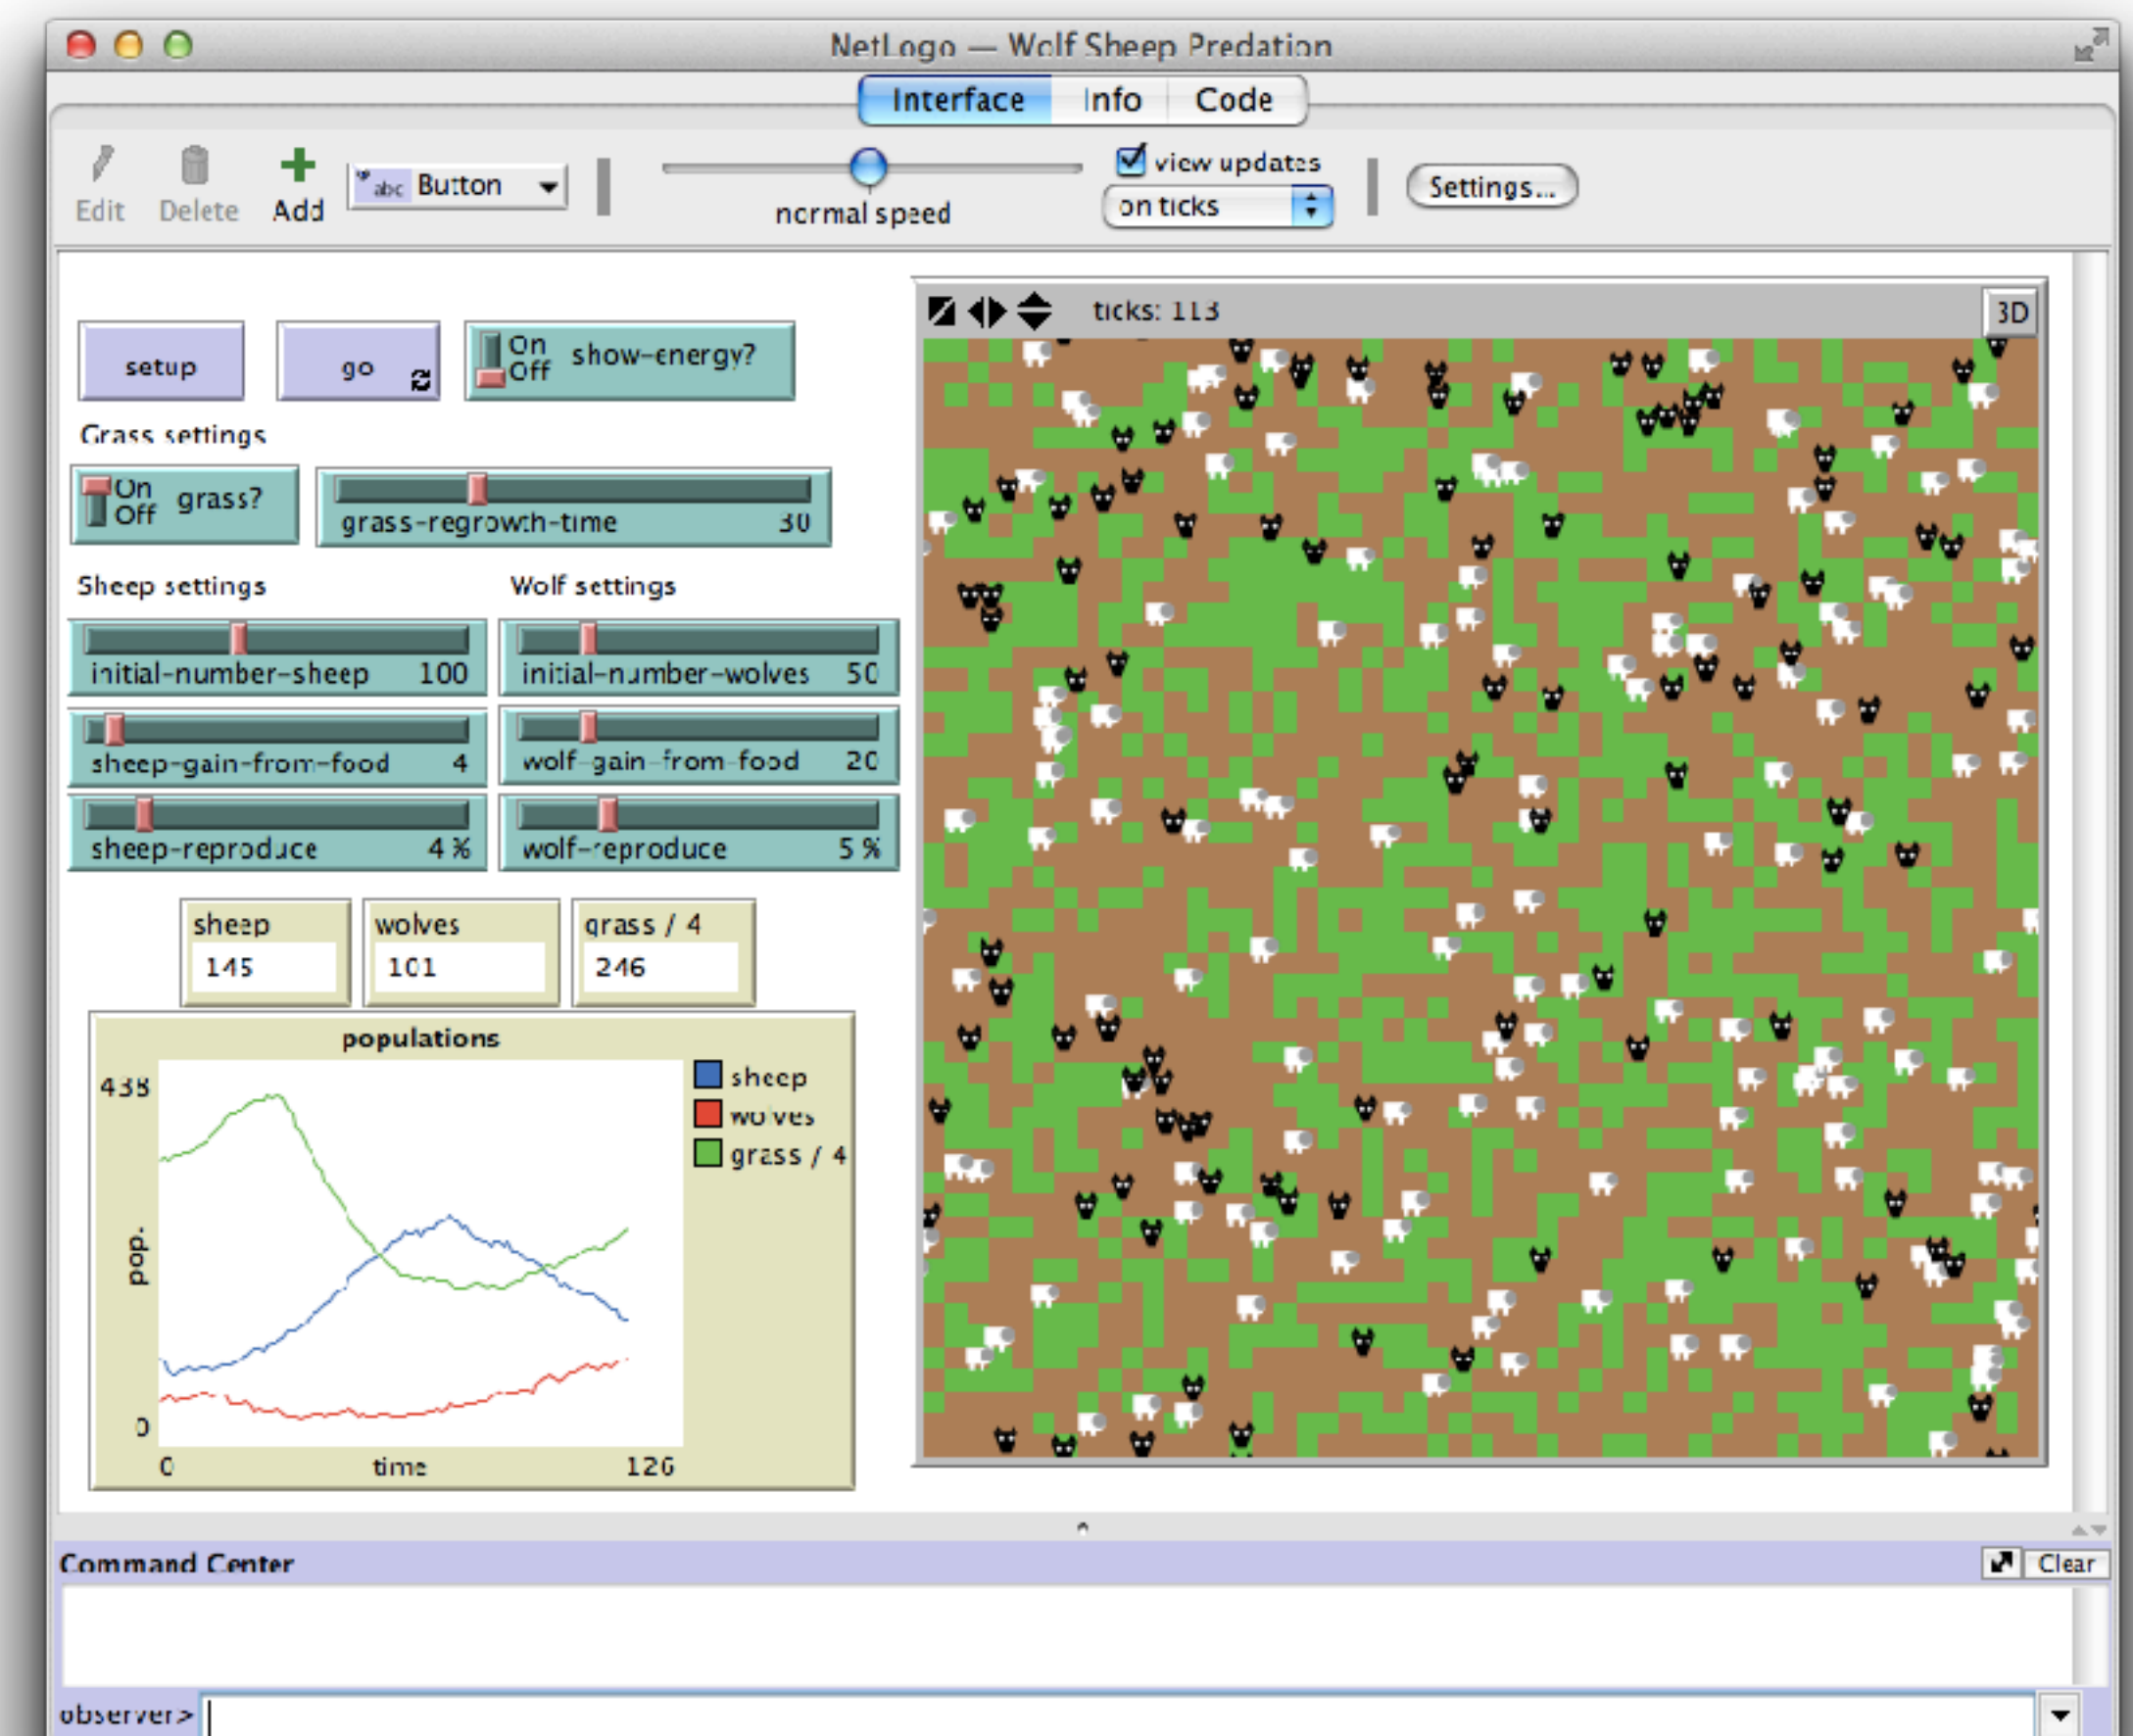 NetLogo — Wolf Sheep Predation
Interface Info Code
Edit Delete Add abc Button normal speed view updates on ticks Settings...
ticks: 113 3D
setup go On Off show-energy?
Grass settings
On Off grass? grass-regrowth-time 30
Sheep settings Wolf settings
initial-number-sheep 100 initial-number-wolves 50
sheep-gain-from-food 4 wolf-gain-from-food 20
sheep-reproduce 4 % wolf-reproduce 5 %
sheep wolves grass / 4
145 101 246
populations
438
pop.
0
0 time 126
sheep
wolves
grass / 4
Command Center Clear
observer>